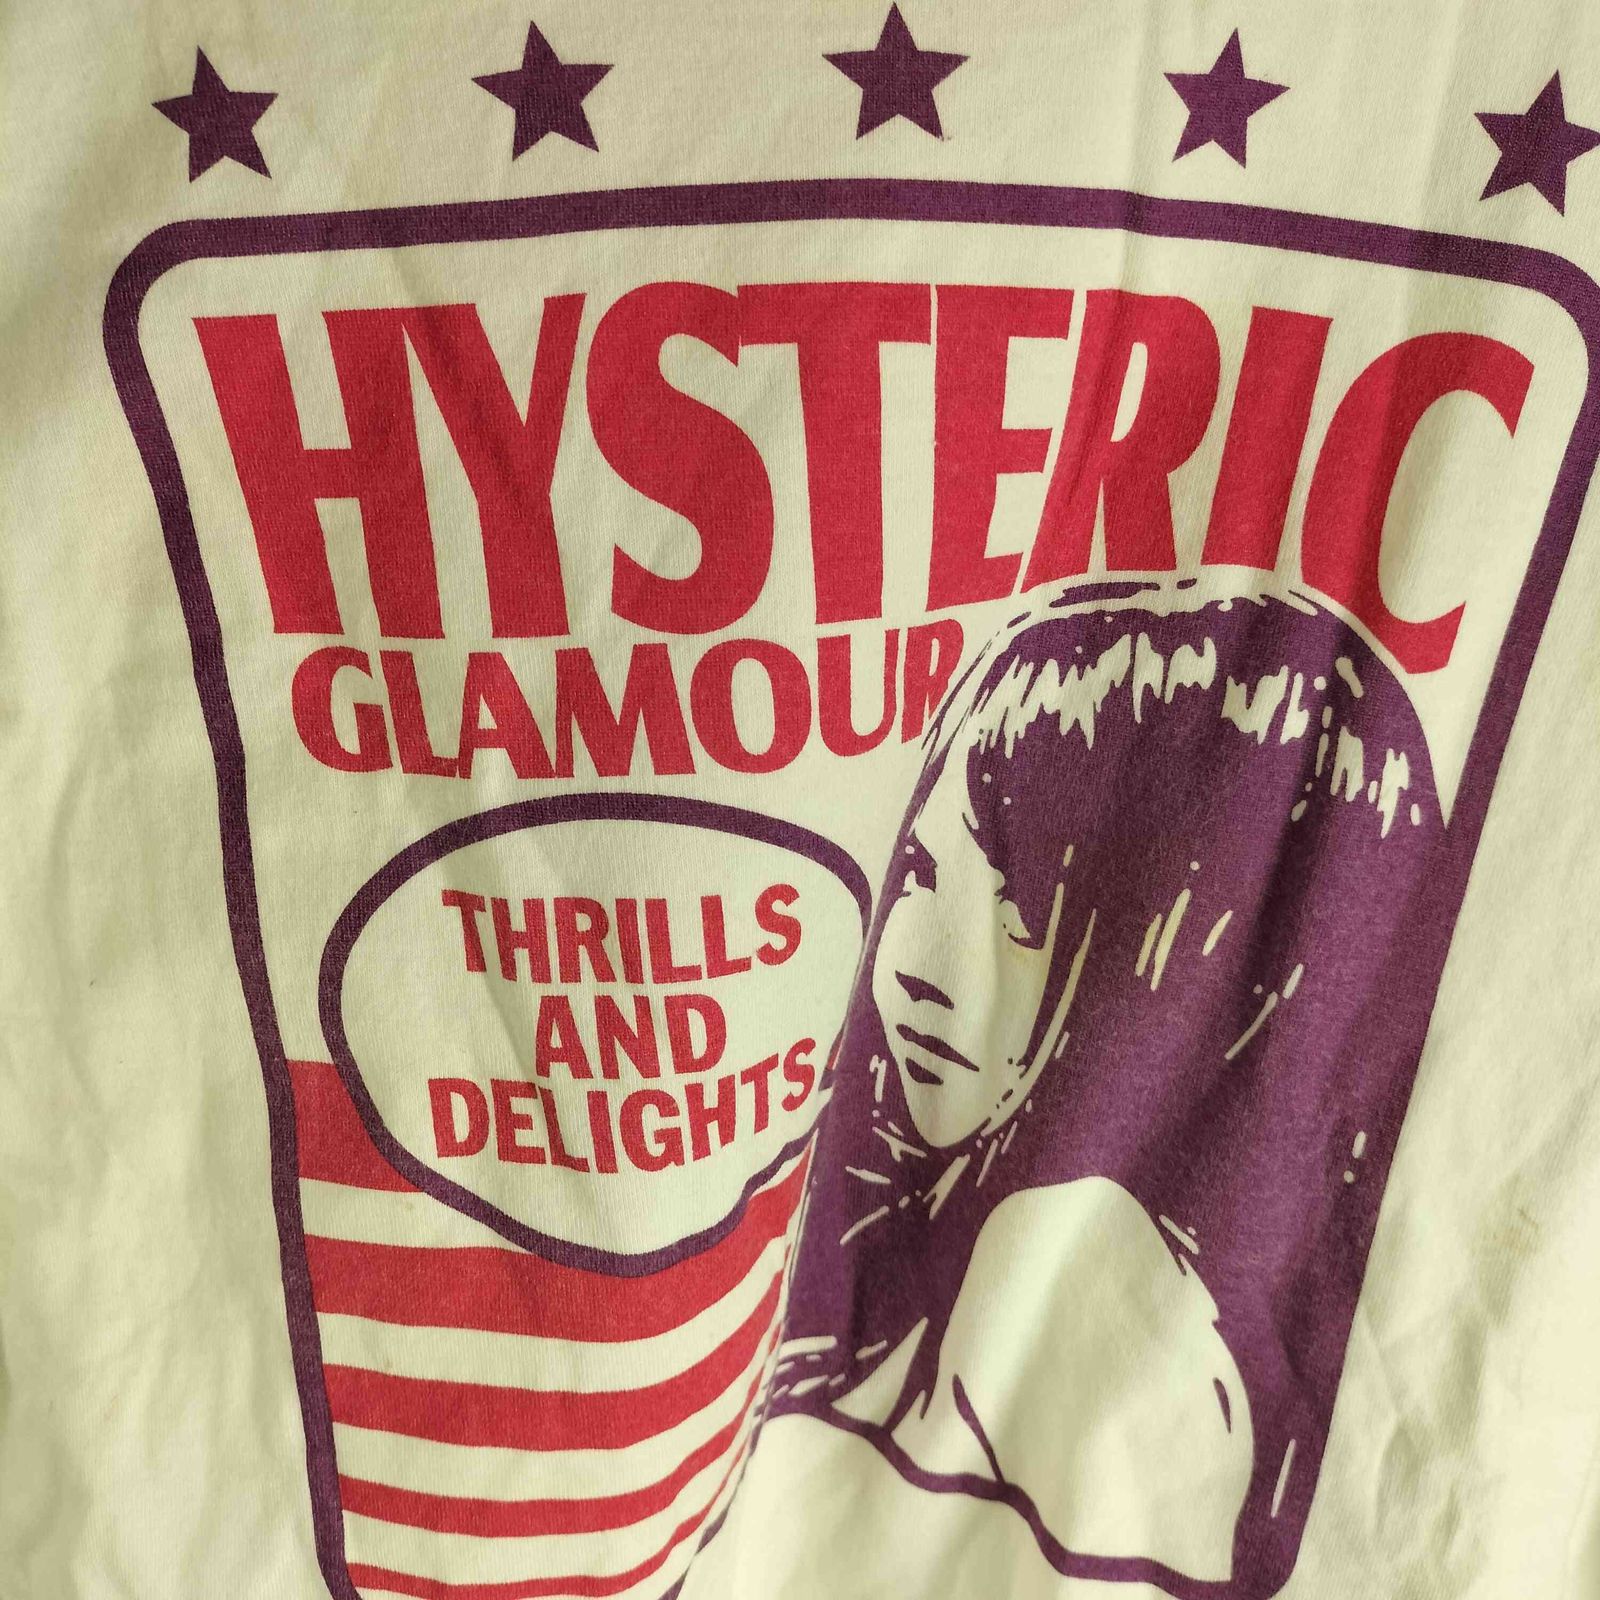 HYSTERIC
GLAMOUR
THRILLS
AND
DELIGHTS